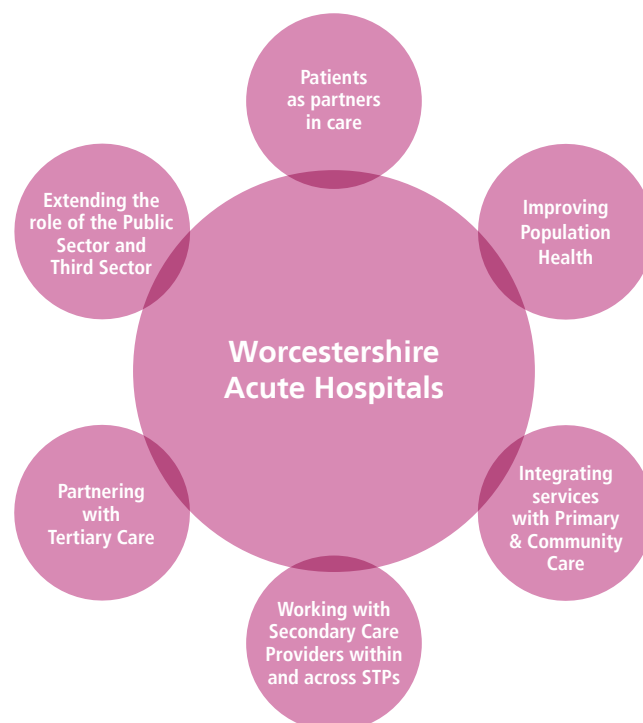 Patients
as partners
in care
Extending the
role of the Public
Sector and
Third Sector
Improving
Population
Health
Worcestershire
Acute Hospitals
Partnering
with
Tertiary Care
Integrating
services
with Primary
& Community
Care
Working with
Secondary Care
Providers within
and across STPs